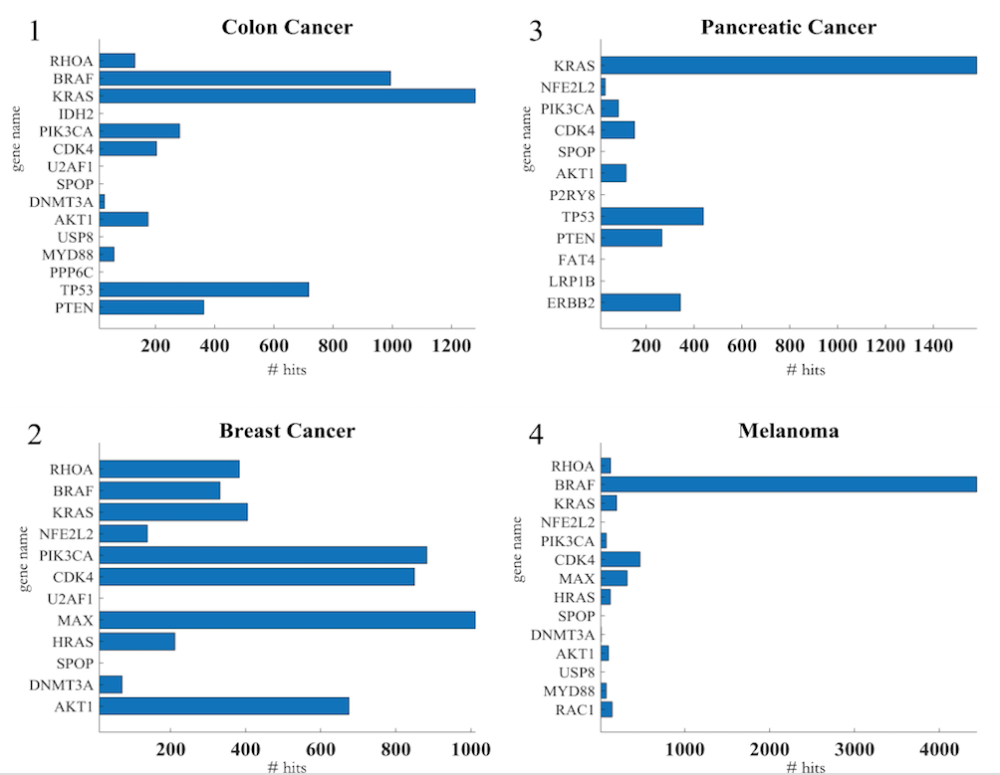 1
Colon Cancer
gene name
RHOA
BRAF
KRAS
IDH2
PIK3CA
CDK4
U2AF1
SPOP
DNMT3A
AKT1
USP8
MYD88
PPP6C
TP53
PTEN
200 400 600 800 1000 1200
# hits
3
Pancreatic Cancer
gene name
KRAS
NFE2L2
PIK3CA
CDK4
SPOP
AKT1
P2RY8
TP53
PTEN
FAT4
LRP1B
ERBB2
200 400 600 800 1000 1200 1400
# hits
2
Breast Cancer
gene name
RHOA
BRAF
KRAS
NFE2L2
PIK3CA
CDK4
U2AF1
MAX
HRAS
SPOP
DNMT3A
AKT1
200 400 600 800 1000
# hits
4
Melanoma
gene name
RHOA
BRAF
KRAS
NFE2L2
PIK3CA
CDK4
MAX
HRAS
SPOP
DNMT3A
AKT1
USP8
MYD88
RAC1
1000 2000 3000 4000
# hits